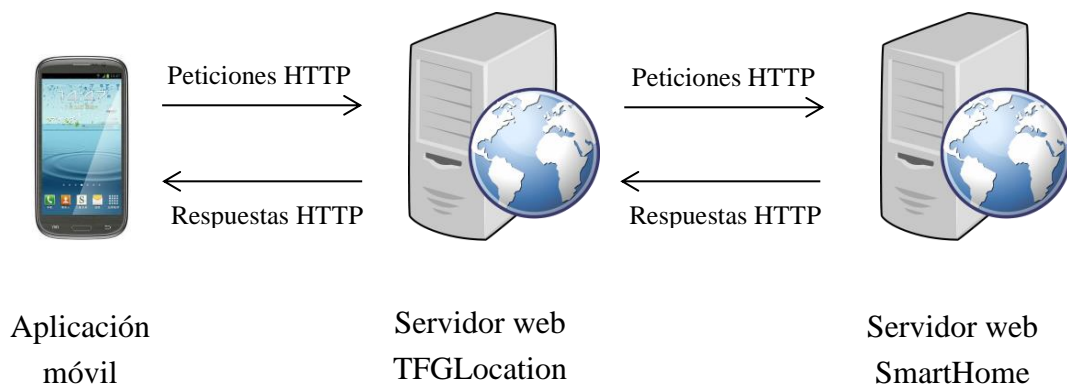 Peticiones HTTP
Peticiones HTTP
Respuestas HTTP
Respuestas HTTP
Aplicación
móvil
Servidor web
TFGLocation
Servidor web
SmartHome